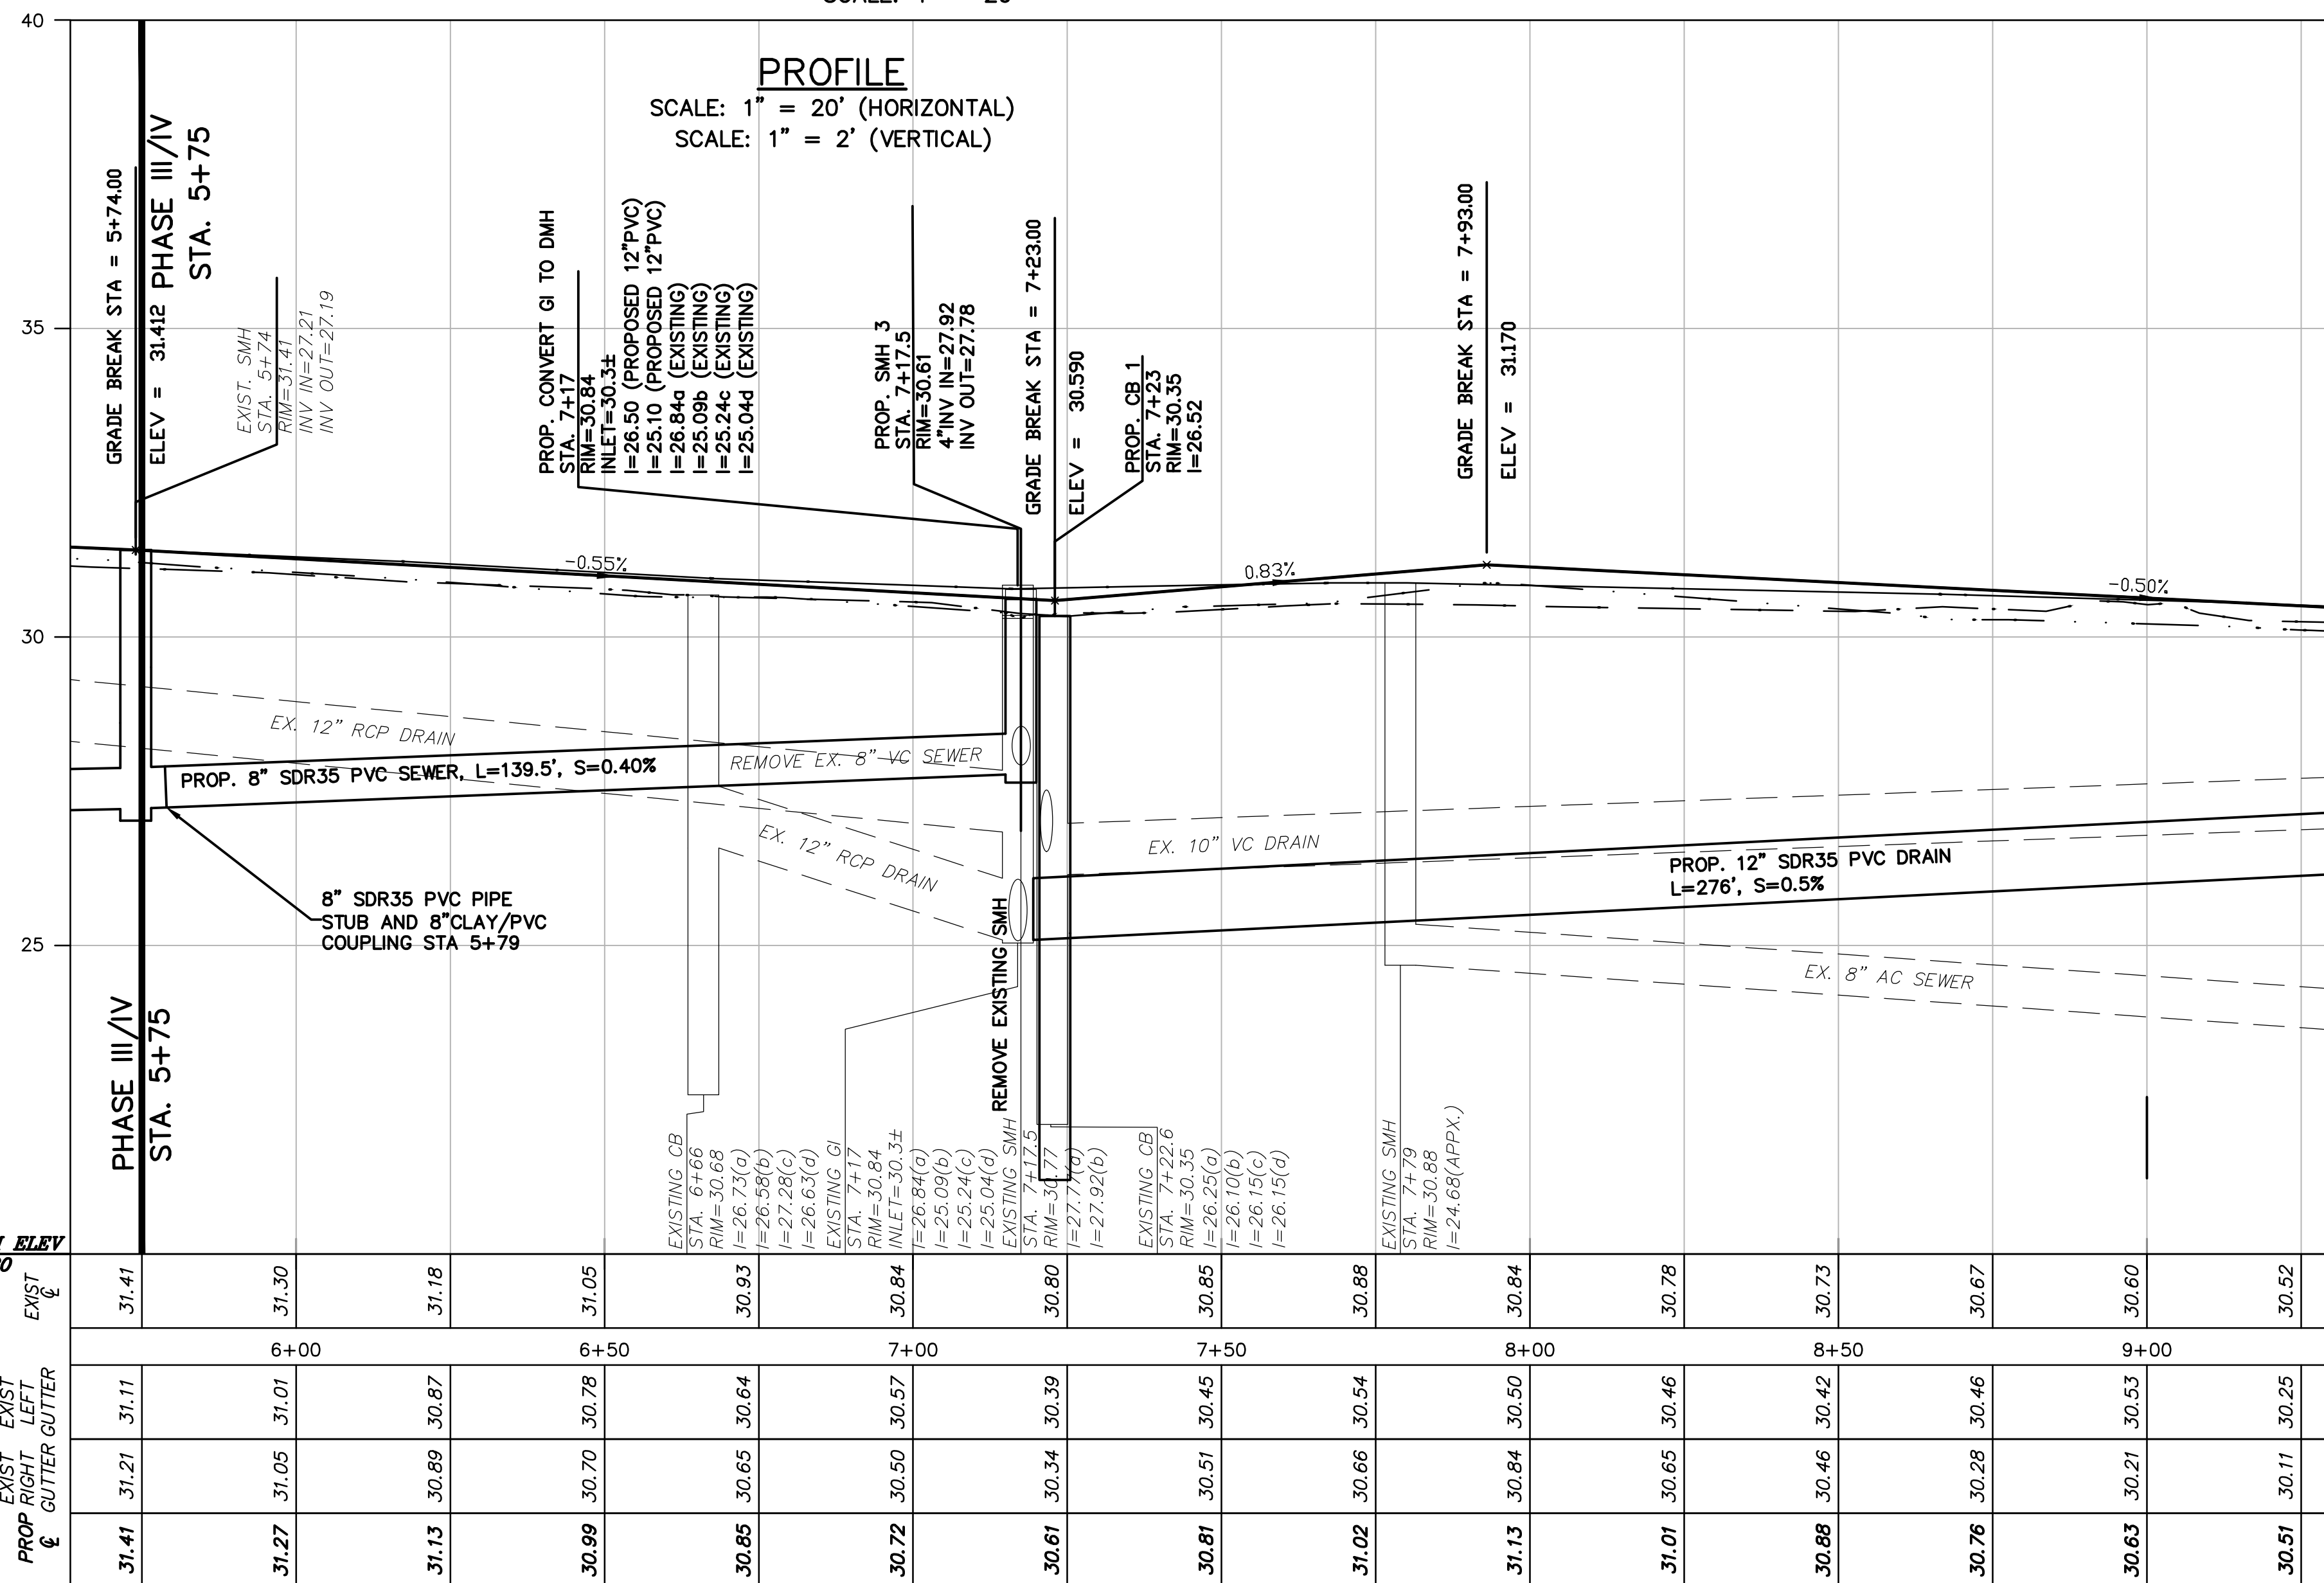 PROFILE
SCALE: 1" = 20' (HORIZONTAL)
SCALE: 1" = 2' (VERTICAL)
40
35
30
25
GRADE BREAK STA = 5+74.00
ELEV = 31.412
PHASE III/IV
STA. 5+75
EXIST. SMH
STA. 5+74
RIM=31.41
INV IN=27.21
INV OUT=27.19
PROP. CONVERT GI TO DMH
STA. 7+17
RIM=30.84
INLET=30.3±
I=26.50 (PROPOSED 12"PVC)
I=25.10 (PROPOSED 12"PVC)
I=26.84a (EXISTING)
I=25.09b (EXISTING)
I=25.24c (EXISTING)
I=25.04d (EXISTING)
PROP. SMH 3
STA. 7+17.5
RIM=30.61
4"INV IN=27.92
INV OUT=27.78
GRADE BREAK STA = 7+23.00
ELEV = 30.590
PROP. CB 1
STA. 7+23
RIM=30.35
I=26.52
GRADE BREAK STA = 7+93.00
ELEV = 31.170
-0.55%
0.83%
-0.50%
EX. 12" RCP DRAIN
PROP. 8" SDR35 PVC SEWER, L=139.5', S=0.40%
REMOVE EX. 8" VC SEWER
EX. 12" RCP DRAIN
EX. 10" VC DRAIN
PROP. 12" SDR35 PVC DRAIN
L=276', S=0.5%
EX. 8" AC SEWER
8" SDR35 PVC PIPE
STUB AND 8"CLAY/PVC
COUPLING STA 5+79
PHASE III/IV
STA. 5+75
REMOVE EXISTING SMH
EXISTING CB
STA. 6+66
RIM=30.68
I=26.73(a)
I=26.58(b)
I=27.28(c)
I=26.63(d)
EXISTING GI
STA. 7+17
RIM=30.84
INLET=30.3±
I=26.84(a)
I=25.09(b)
I=25.24(c)
I=25.04(d)
EXISTING SMH
STA. 7+17.5
RIM=30.77
I=27.77(a)
I=27.92(b)
EXISTING CB
STA. 7+22.6
RIM=30.35
I=26.25(a)
I=26.10(b)
I=26.15(c)
I=26.15(d)
EXISTING SMH
STA. 7+79
RIM=30.88
I=24.68(APPX.)
ELEV
EXIST ℄ 31.41 31.30 31.18 31.05 30.93 30.84 30.80 30.85 30.88 30.84 30.78 30.73 30.67 30.60 30.52
6+00 6+50 7+00 7+50 8+00 8+50 9+00
EXIST LEFT GUTTER 31.11 31.01 30.87 30.78 30.64 30.57 30.39 30.45 30.54 30.50 30.46 30.42 30.46 30.53 30.25
EXIST RIGHT GUTTER 31.21 31.05 30.89 30.70 30.65 30.50 30.34 30.51 30.66 30.84 30.65 30.46 30.28 30.21 30.11
PROP ℄ 31.41 31.27 31.13 30.99 30.85 30.72 30.61 30.81 31.02 31.13 31.01 30.88 30.76 30.63 30.51